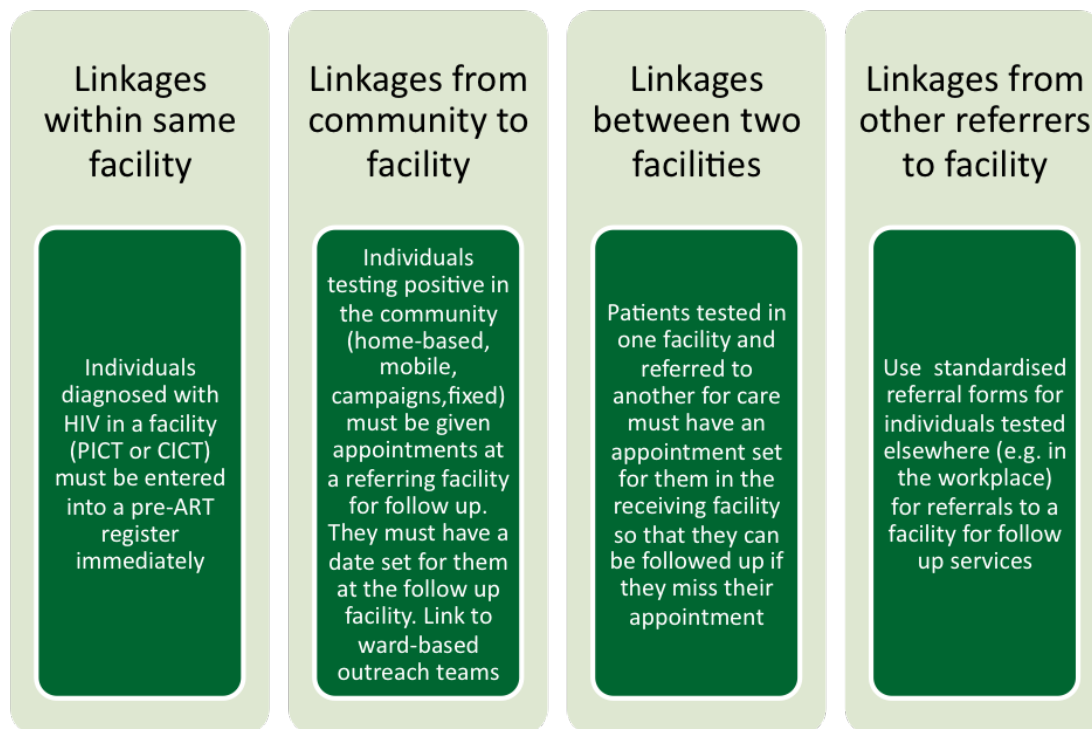 Linkages
within same
facility
Individuals
diagnosed with
HIV in a facility
(PICT or CICT)
must be entered
into a pre-ART
register
immediately
Linkages from
community to
facility
Individuals
testing positive in
the community
(home-based,
mobile,
campaigns,fixed)
must be given
appointments at
a referring facility
for follow up.
They must have a
date set for them
at the follow up
facility. Link to
ward-based
outreach teams
Linkages
between two
facilities
Patients tested in
one facility and
referred to
another for care
must have an
appointment set
for them in the
receiving facility
so that they can
be followed up if
they miss their
appointment
Linkages from
other referrers
to facility
Use standardised
referral forms for
individuals tested
elsewhere (e.g. in
the workplace)
for referrals to a
facility for follow
up services